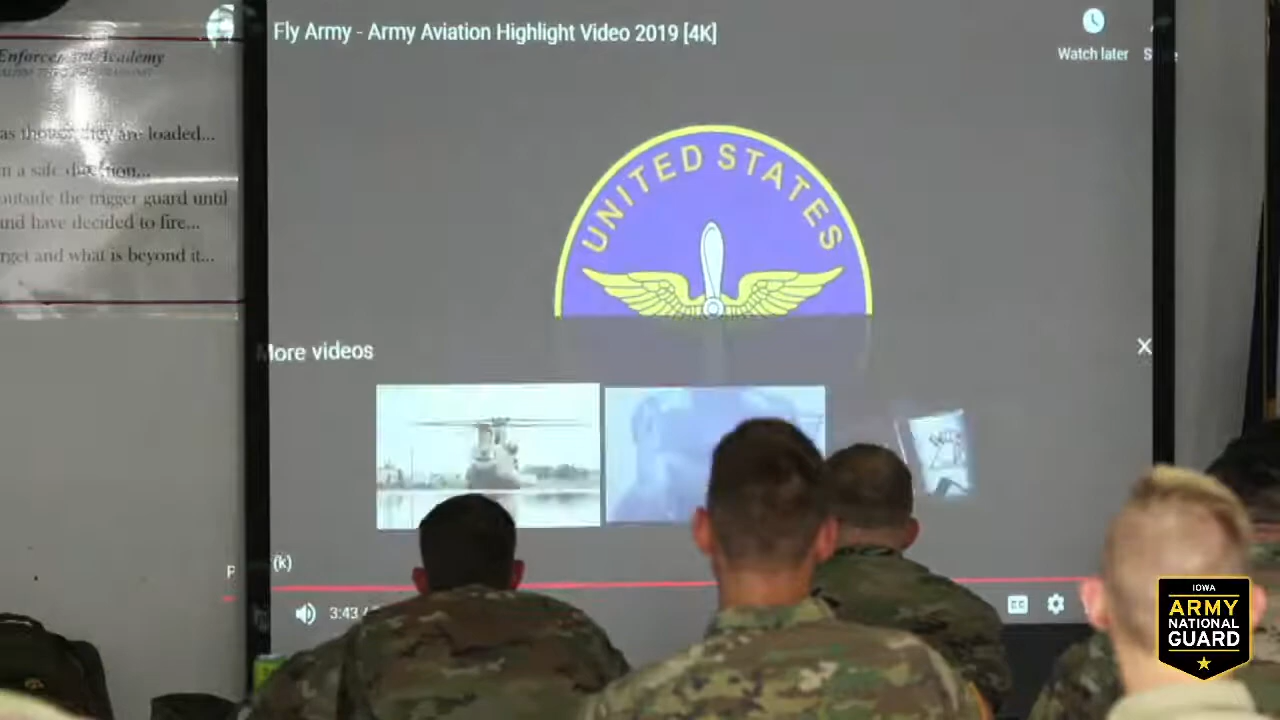 Fly Army - Army Aviation Highlight Video 2019 [4K]
Watch later
Academy
as though they are loaded...
n a safe direction...
outside the trigger guard until
and have decided to fire...
rget and what is beyond it...
UNITED STATES
More videos
(k)
3:43 /
CC
IOWA
ARMY
NATIONAL
GUARD